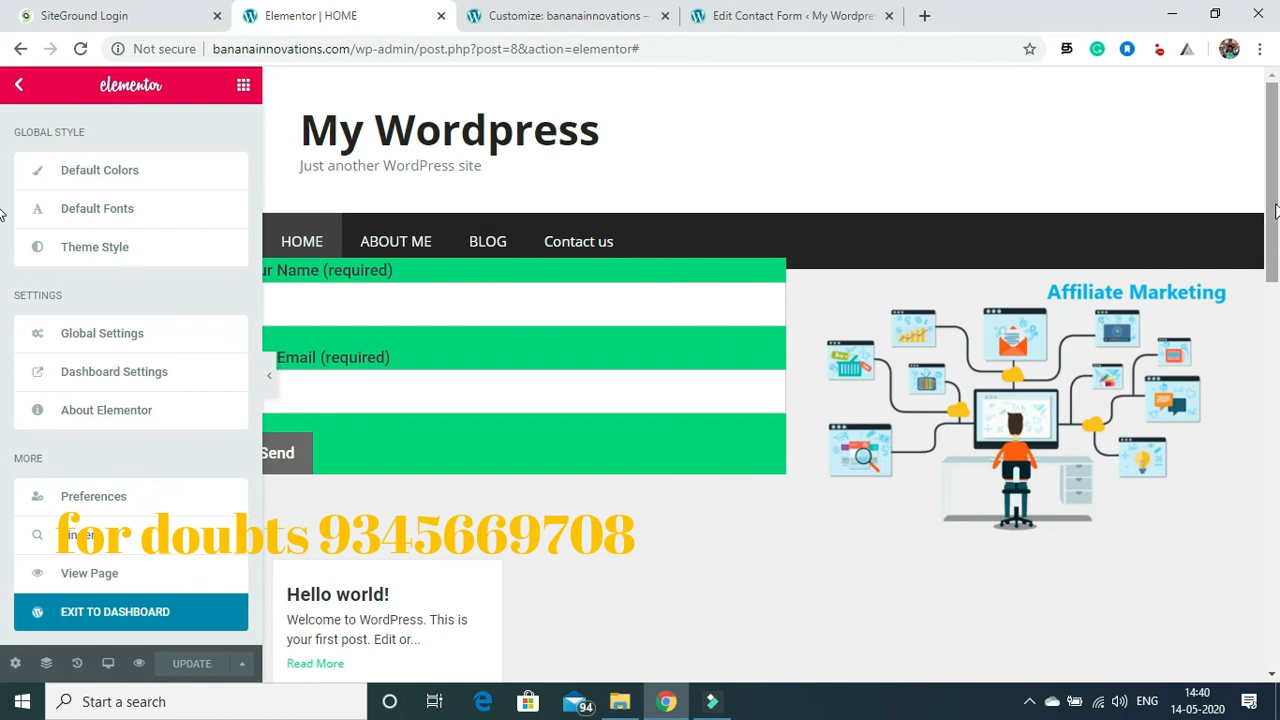 SiteGround Login
Elementor | HOME
Customize: bananainnovations –
Edit Contact Form ‹ My Wordpre
Not secure
bananainnovations.com/wp-admin/post.php?post=8&action=elementor#
elementor
GLOBAL STYLE
Default Colors
Default Fonts
Theme Style
SETTINGS
Global Settings
Dashboard Settings
About Elementor
MORE
Preferences
View Page
EXIT TO DASHBOARD
UPDATE
My Wordpress
Just another WordPress site
HOME
ABOUT ME
BLOG
Contact us
ur Name (required)
Email (required)
Send
Affiliate Marketing
for doubts 9345669708
Hello world!
Welcome to WordPress. This is
your first post. Edit or...
Read More
Start a search
94
ENG
14:40
14-05-2020